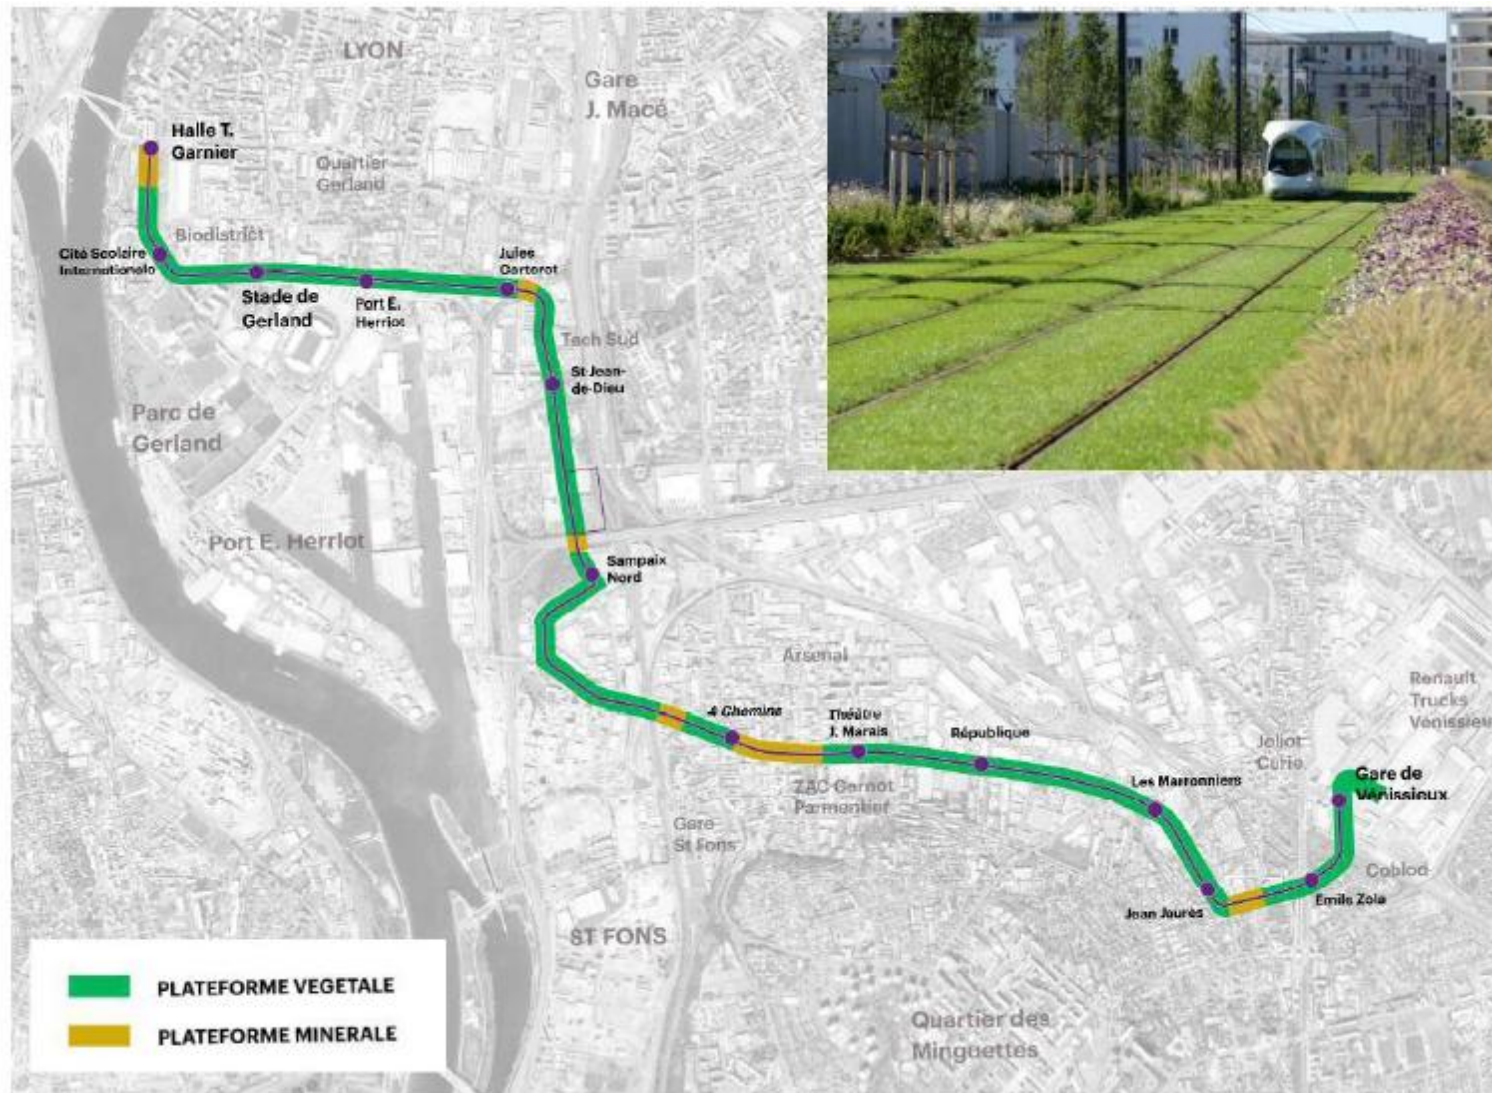 LYON
Gare
J. Macé
Halle T.
Garnier
Quartier
Gerland
Biodistrict
Cité Scolaire
Internationale
Stade de
Gerland
Port E.
Herriot
Jules
Carteret
Tech Sud
St-Jean-
de-Dieu
Parc de
Gerland
Port E. Herriot
Sampaix
Nord
Arsenal
4 Chemins
Théâtre
J. Marais
République
Les Marronniers
Joliot
Curie
Renault
Trucks
Vénissieux
Gare de
Vénissieux
ZAC Carnot
Parmentier
Gare
St Fons
Coblod
Emile Zola
Jean Jaurès
ST FONS
Quartier des
Minguettes
PLATEFORME VEGETALE
PLATEFORME MINERALE